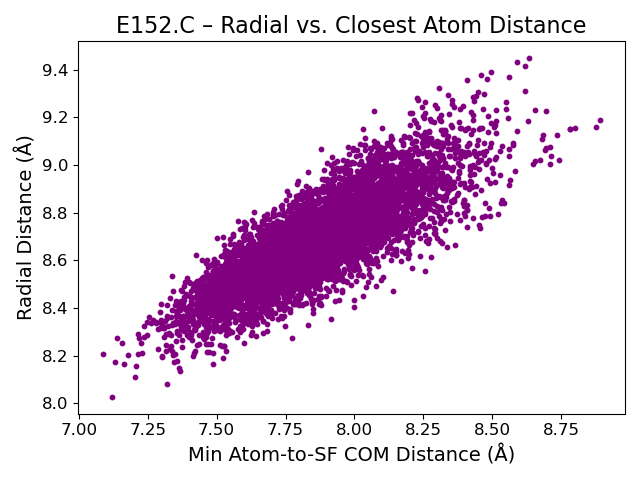 E152.C – Radial vs. Closest Atom Distance
Radial Distance (Å)
9.4
9.2
9.0
8.8
8.6
8.4
8.2
8.0
7.00 7.25 7.50 7.75 8.00 8.25 8.50 8.75
Min Atom-to-SF COM Distance (Å)